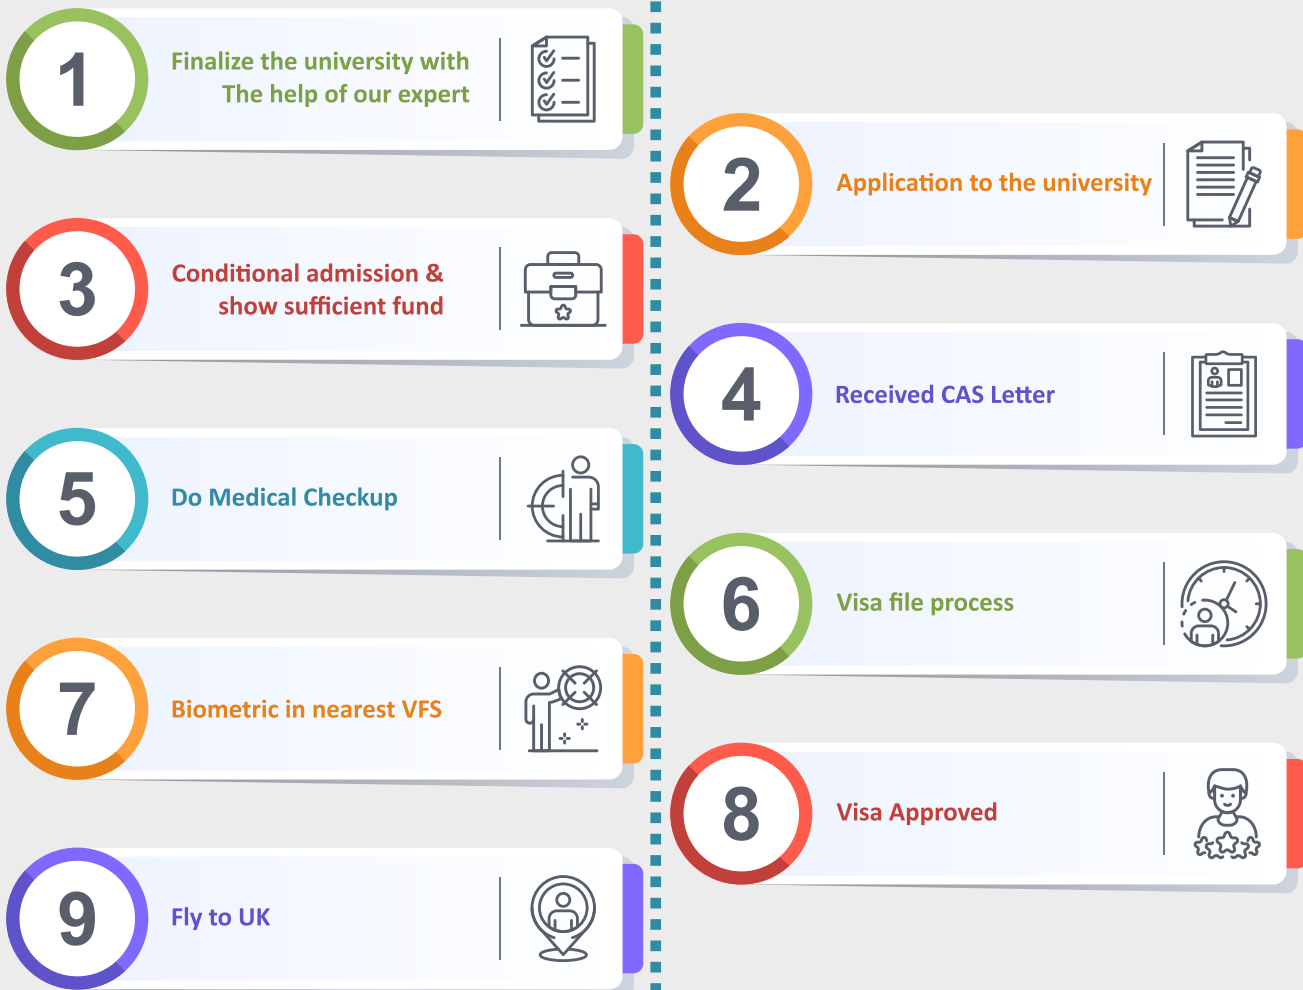 1
Finalize the university with
The help of our expert
2
Application to the university
3
Conditional admission &
show sufficient fund
4
Received CAS Letter
5
Do Medical Checkup
6
Visa file process
7
Biometric in nearest VFS
8
Visa Approved
9
Fly to UK